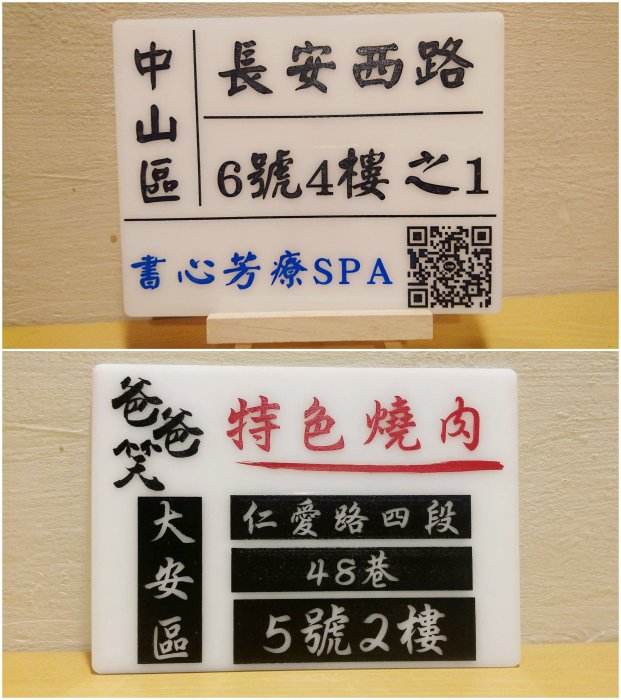 中山區
長安西路
6號4樓之1
書心芳療SPA
爸爸笑
特色燒肉
大安區
仁愛路四段
48巷
5號2樓